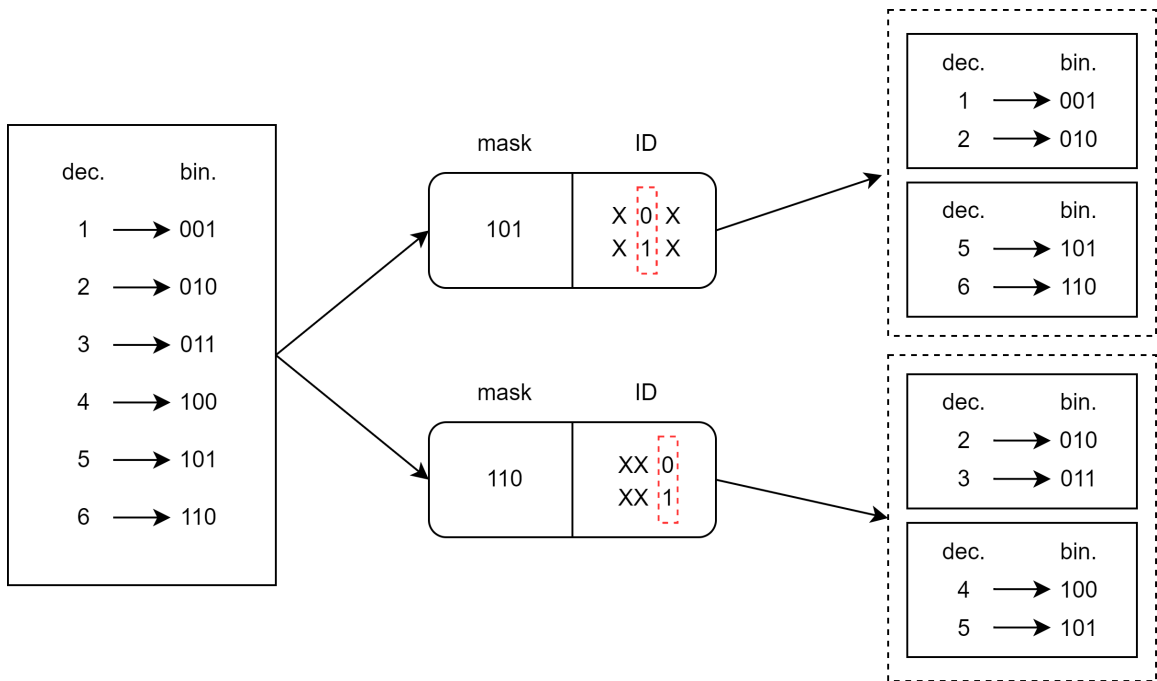 dec. bin.
1 001
2 010
3 011
4 100
5 101
6 110
mask ID
101
X 0 X
X 1 X
mask ID
110
XX 0
XX 1
dec. bin.
1 001
2 010
dec. bin.
5 101
6 110
dec. bin.
2 010
3 011
dec. bin.
4 100
5 101